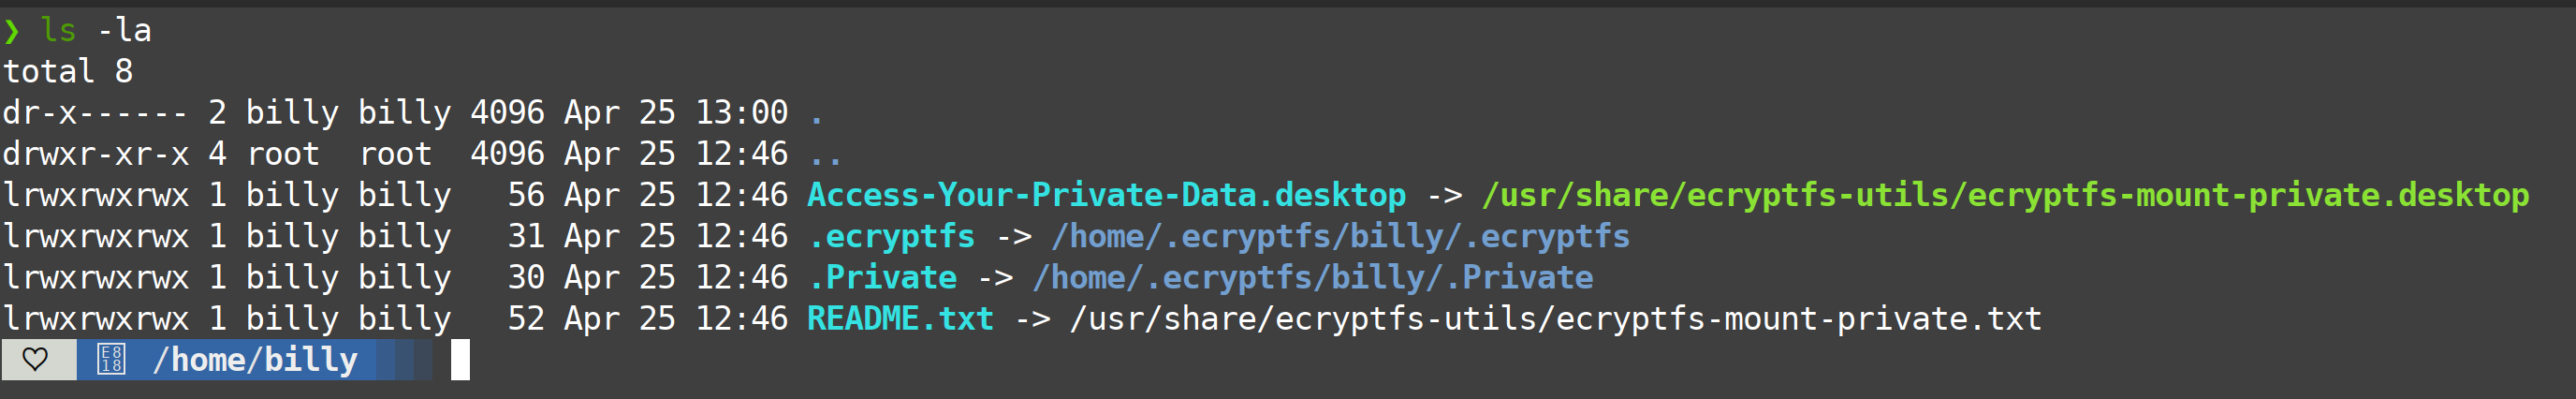 ❯ ls -la
total 8
dr-x------ 2 billy billy 4096 Apr 25 13:00 .
drwxr-xr-x 4 root  root  4096 Apr 25 12:46 ..
lrwxrwxrwx 1 billy billy   56 Apr 25 12:46 Access-Your-Private-Data.desktop -> /usr/share/ecryptfs-utils/ecryptfs-mount-private.desktop
lrwxrwxrwx 1 billy billy   31 Apr 25 12:46 .ecryptfs -> /home/.ecryptfs/billy/.ecryptfs
lrwxrwxrwx 1 billy billy   30 Apr 25 12:46 .Private -> /home/.ecryptfs/billy/.Private
lrwxrwxrwx 1 billy billy   52 Apr 25 12:46 README.txt -> /usr/share/ecryptfs-utils/ecryptfs-mount-private.txt
♡ E818 /home/billy